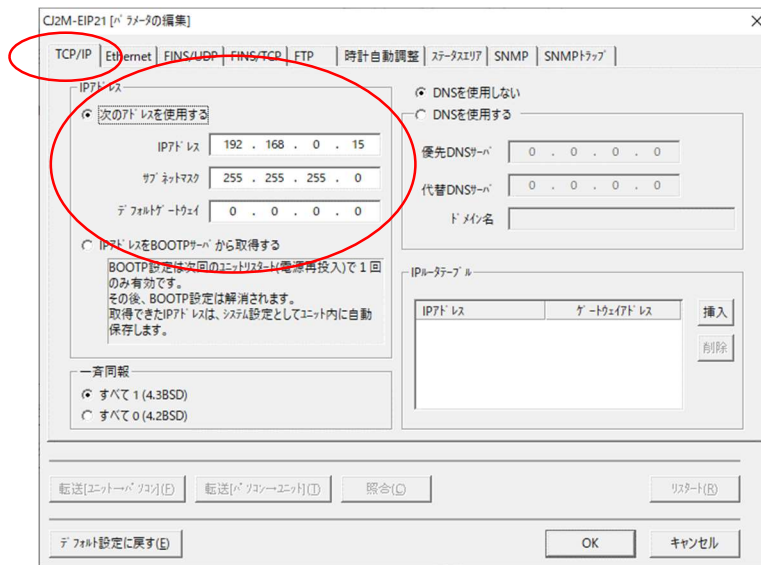 CJ2M-EIP21 [ﾊﾟﾗﾒｰﾀの編集]
TCP/IP Ethernet FINS/UDP FINS/TCP FTP 時計自動調整 ｽﾃｰﾀｽｴﾘｱ SNMP SNMPﾄﾗｯﾌﾟ
IPｱﾄﾞﾚｽ
次のｱﾄﾞﾚｽを使用する
IPｱﾄﾞﾚｽ 192 . 168 . 0 . 15
ｻﾌﾞﾈｯﾄﾏｽｸ 255 . 255 . 255 . 0
ﾃﾞﾌｫﾙﾄｹﾞｰﾄｳｪｲ 0 . 0 . 0 . 0
IPｱﾄﾞﾚｽをBOOTPｻｰﾊﾞから取得する
BOOTP設定は次回のﾕﾆｯﾄﾘｽﾀｰﾄ(電源再投入)で１回
のみ有効です。
その後、BOOTP設定は解消されます。
取得できたIPｱﾄﾞﾚｽは、ｼｽﾃﾑ設定としてﾕﾆｯﾄ内に自動
保存します。
一斉同報
すべて１(4.3BSD)
すべて０(4.2BSD)
DNSを使用しない
DNSを使用する
優先DNSｻｰﾊﾞ 0 . 0 . 0 . 0
代替DNSｻｰﾊﾞ 0 . 0 . 0 . 0
ﾄﾞﾒｲﾝ名
IPﾙｰﾀﾃｰﾌﾞﾙ
IPｱﾄﾞﾚｽ ｹﾞｰﾄｳｪｲｱﾄﾞﾚｽ
挿入
削除
転送[ﾕﾆｯﾄ→ﾊﾟｿｺﾝ](F) 転送[ﾊﾟｿｺﾝ→ﾕﾆｯﾄ](T) 照合(C) ﾘｽﾀｰﾄ(R)
ﾃﾞﾌｫﾙﾄ設定に戻す(E) OK ｷｬﾝｾﾙ